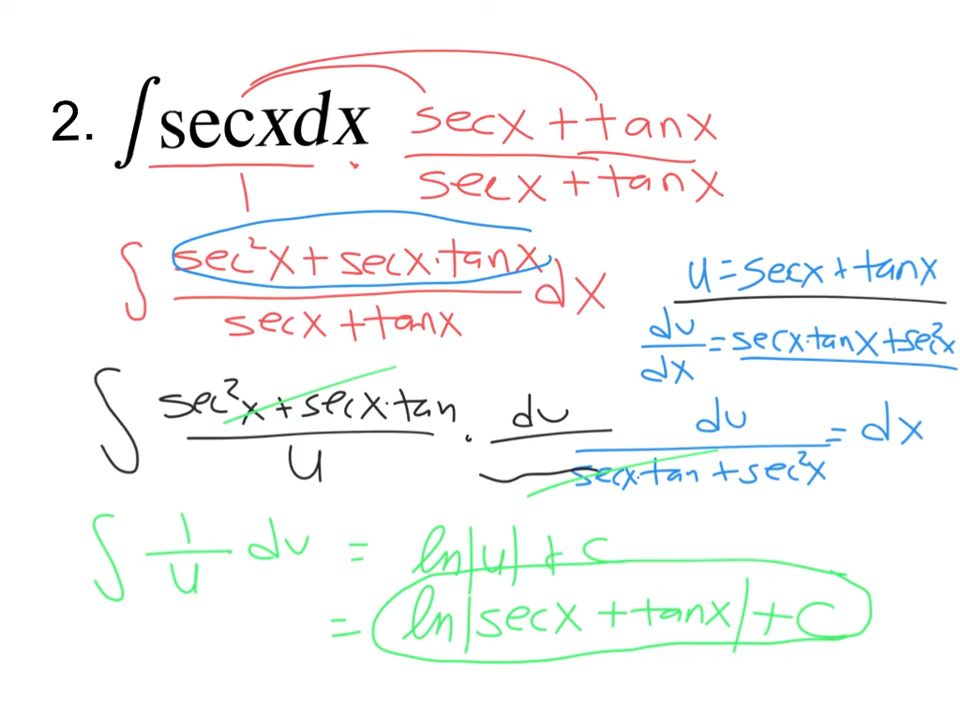 2. ∫secxdx · secx + tanx / secx + tanx
1
∫ sec²x + secx·tanx / secx + tanx dx
u = secx + tanx
du/dx = secx·tanx + sec²x
du / secx·tan + sec²x = dx
∫ sec²x + secx·tan / u · du
∫ 1/u du = ln|u| + c
= ln|secx + tanx| + C